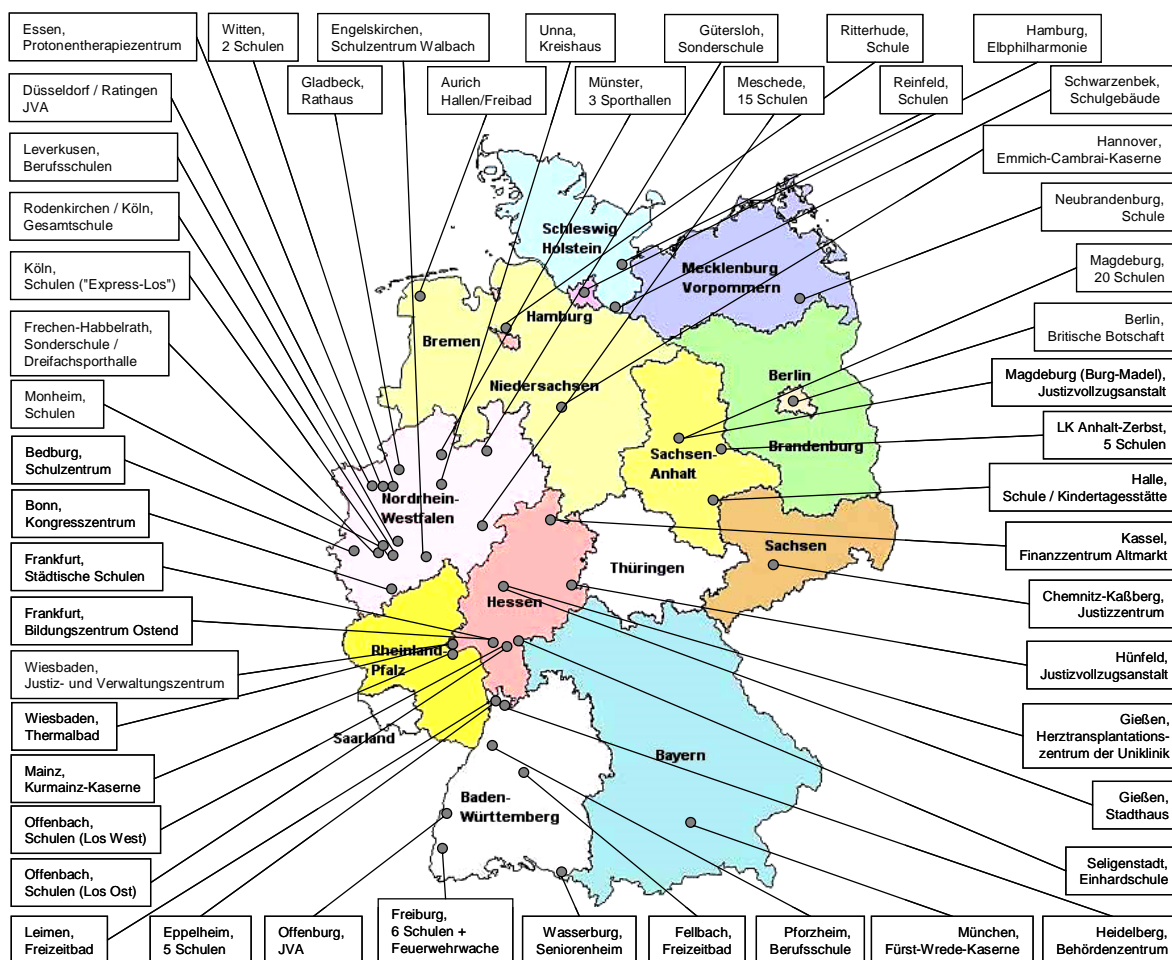 Essen,
Protonentherapiezentrum
Witten,
2 Schulen
Engelskirchen,
Schulzentrum Walbach
Unna,
Kreishaus
Gütersloh,
Sonderschule
Ritterhude,
Schule
Hamburg,
Elbphilharmonie
Gladbeck,
Rathaus
Aurich
Hallen/Freibad
Münster,
3 Sporthallen
Meschede,
15 Schulen
Reinfeld,
Schulen
Schwarzenbek,
Schulgebäude
Düsseldorf / Ratingen
JVA
Leverkusen,
Berufsschulen
Rodenkirchen / Köln,
Gesamtschule
Köln,
Schulen ("Express-Los")
Frechen-Habbelrath,
Sonderschule /
Dreifachsporthalle
Monheim,
Schulen
Bedburg,
Schulzentrum
Bonn,
Kongresszentrum
Frankfurt,
Städtische Schulen
Frankfurt,
Bildungszentrum Ostend
Wiesbaden,
Justiz- und Verwaltungszentrum
Wiesbaden,
Thermalbad
Mainz,
Kurmainz-Kaserne
Offenbach,
Schulen (Los West)
Offenbach,
Schulen (Los Ost)
Schleswig
Holstein
Mecklenburg
Vorpommern
Hamburg
Bremen
Niedersachsen
Berlin
Brandenburg
Sachsen-
Anhalt
Nordrhein-
Westfalen
Sachsen
Thüringen
Hessen
Rheinland-
Pfalz
Saarland
Bayern
Baden-
Württemberg
Hannover,
Emmich-Cambrai-Kaserne
Neubrandenburg,
Schule
Magdeburg,
20 Schulen
Berlin,
Britische Botschaft
Magdeburg (Burg-Madel),
Justizvollzugsanstalt
LK Anhalt-Zerbst,
5 Schulen
Halle,
Schule / Kindertagesstätte
Kassel,
Finanzzentrum Altmarkt
Chemnitz-Kaßberg,
Justizzentrum
Hünfeld,
Justizvollzugsanstalt
Gießen,
Herztransplantations-
zentrum der Uniklinik
Gießen,
Stadthaus
Seligenstadt,
Einhardschule
Leimen,
Freizeitbad
Eppelheim,
5 Schulen
Offenburg,
JVA
Freiburg,
6 Schulen +
Feuerwehrwache
Wasserburg,
Seniorenheim
Fellbach,
Freizeitbad
Pforzheim,
Berufsschule
München,
Fürst-Wrede-Kaserne
Heidelberg,
Behördenzentrum